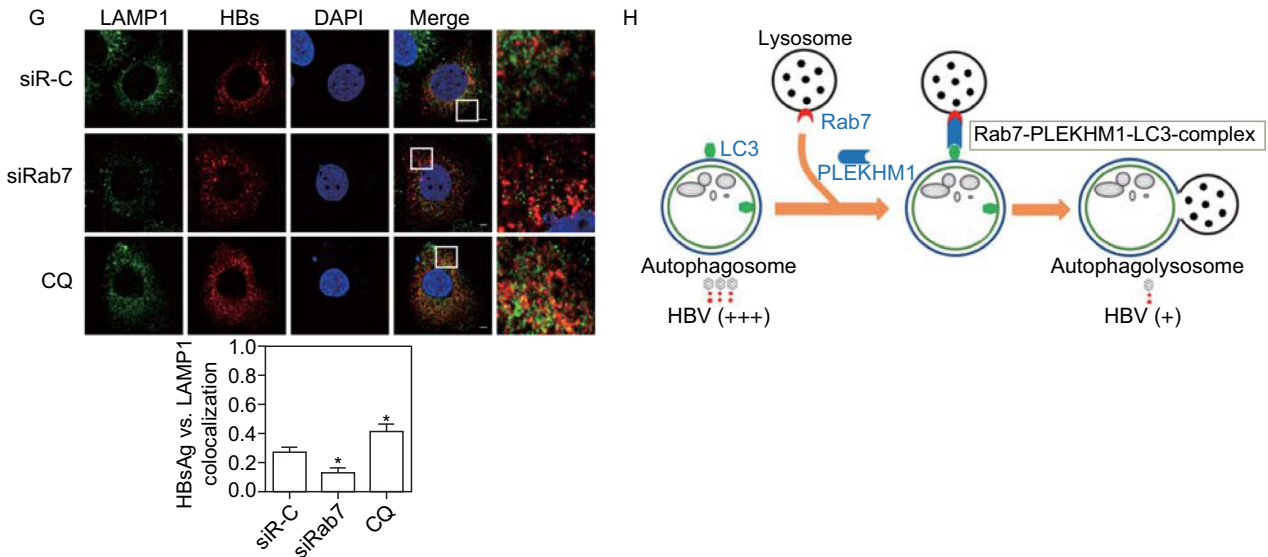 G
LAMP1 HBs DAPI Merge
siR-C
siRab7
CQ
HBsAg vs. LAMP1
colocalization
1.0
0.8
0.6
0.4
0.2
0.0
*
*
siR-C
siRab7
CQ
H
Lysosome
Rab7
LC3
PLEKHM1
Rab7-PLEKHM1-LC3-complex
Autophagosome
HBV (+++)
Autophagolysosome
HBV (+)